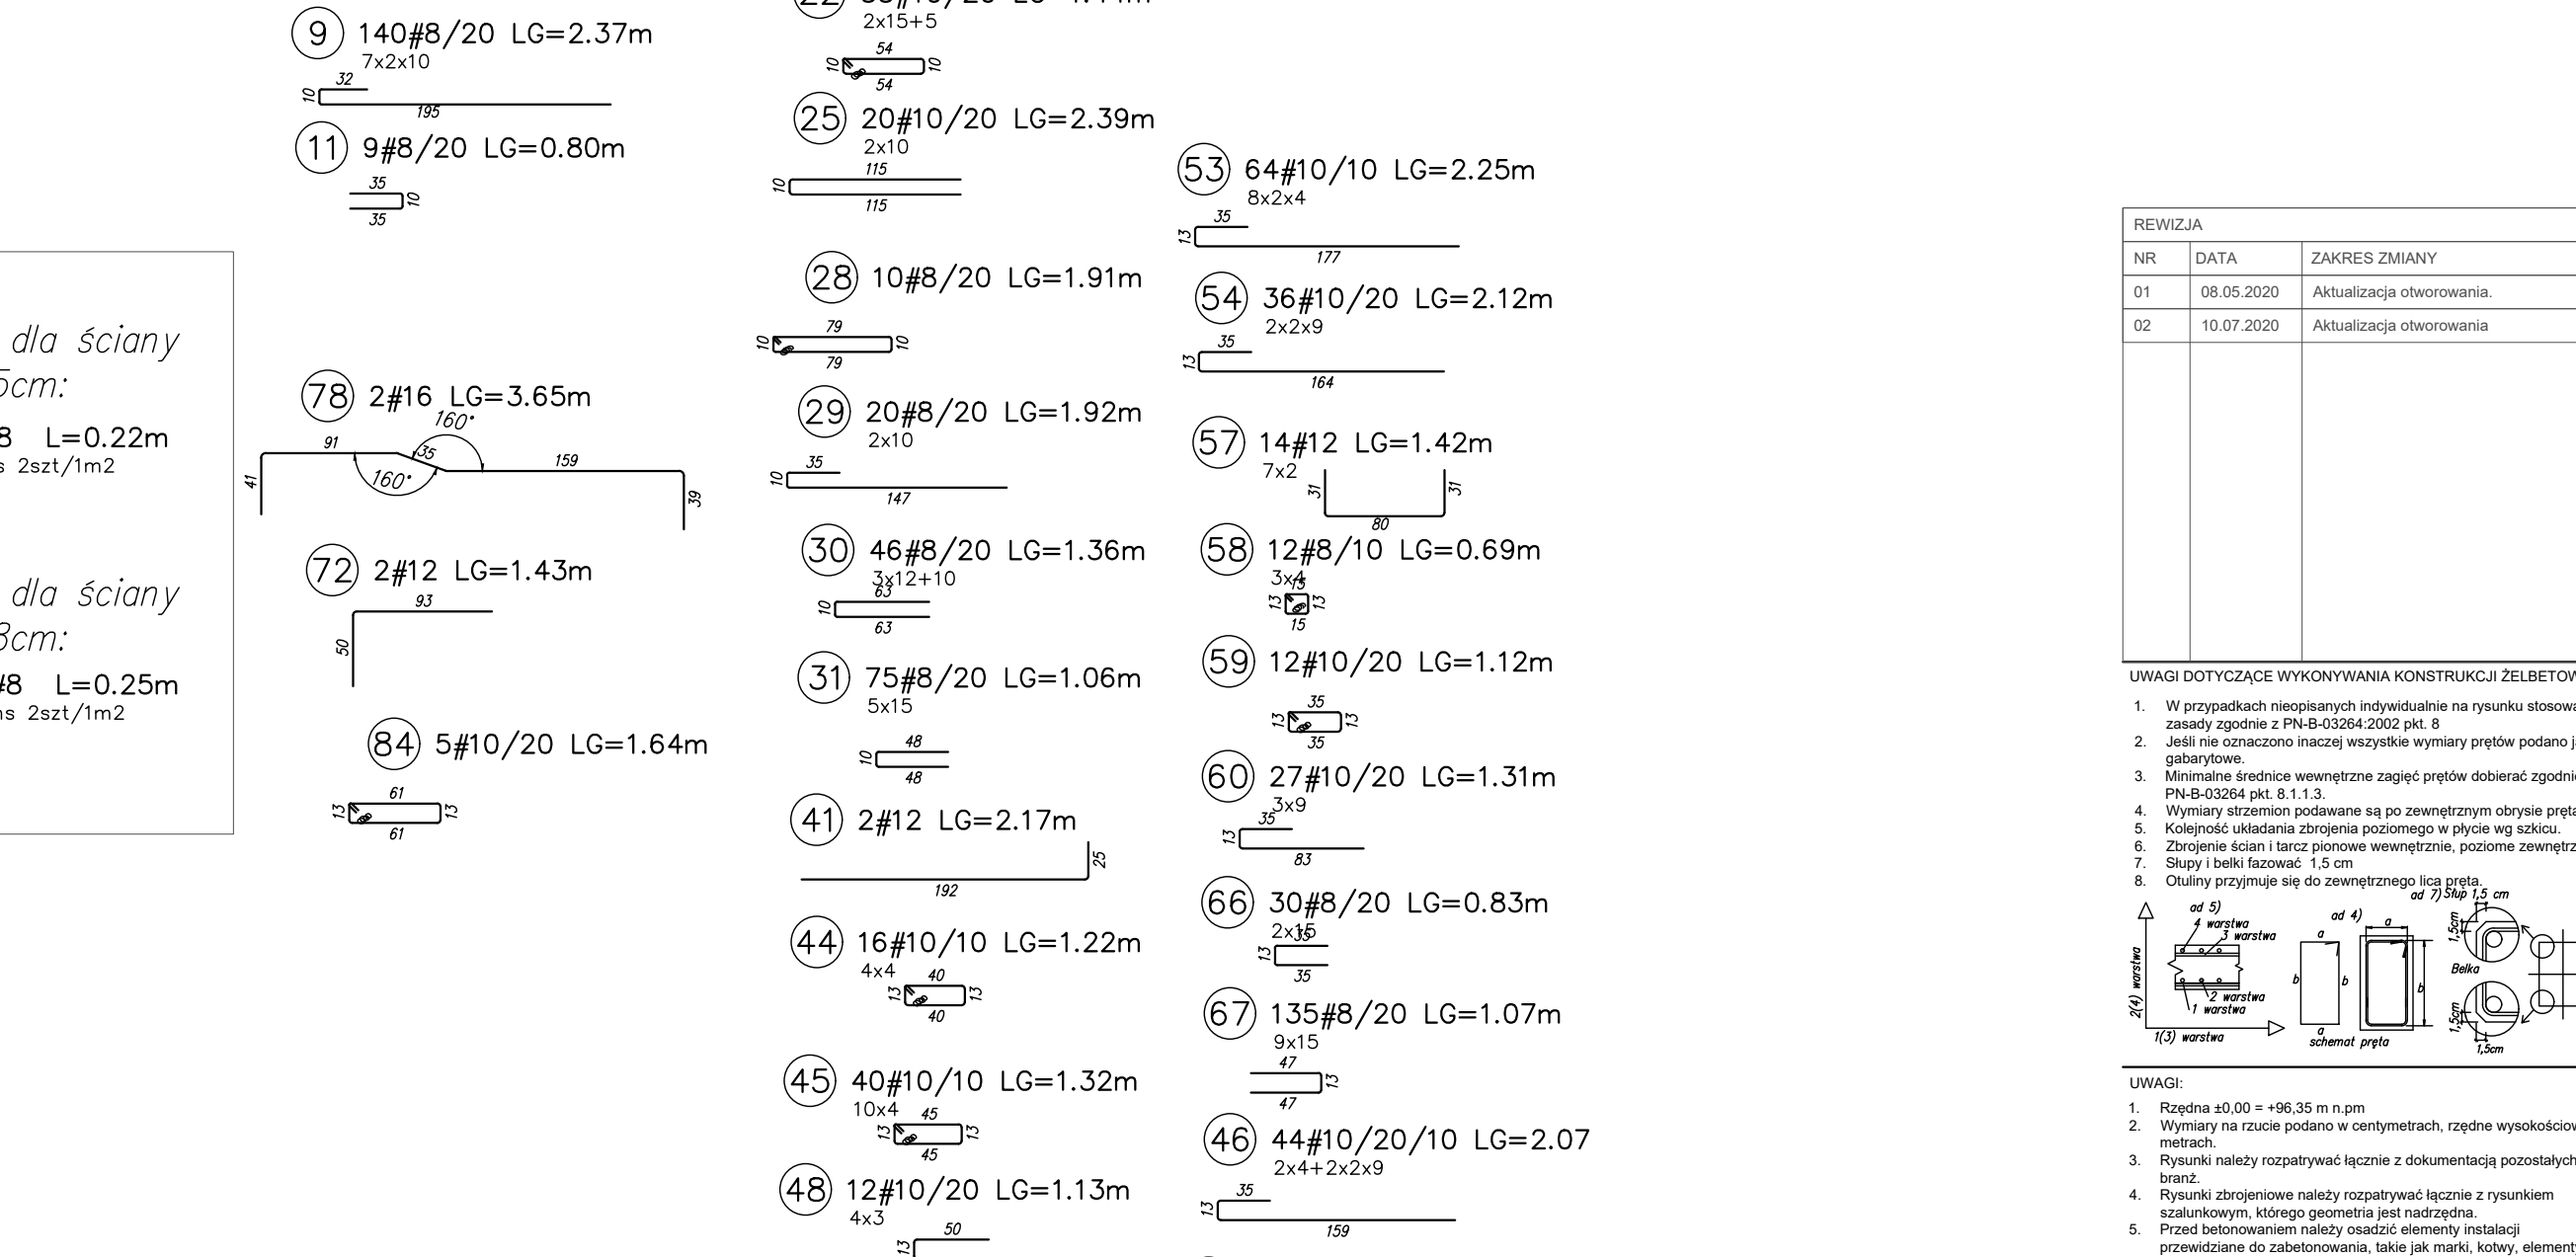 dla ściany
5cm:
8 L=0.22m
s 2szt/1m2
dla ściany
8cm:
#8 L=0.25m
ns 2szt/1m2
9 140#8/20 LG=2.37m
7x2x10
32
10
195
11 9#8/20 LG=0.80m
35
10
35
78 2#16 LG=3.65m
160°
91
35
159
41
160°
39
72 2#12 LG=1.43m
93
50
84 5#10/20 LG=1.64m
61
13
13
61
2x15+5
54
10
10
54
25 20#10/20 LG=2.39m
2x10
115
10
115
28 10#8/20 LG=1.91m
79
10
10
79
29 20#8/20 LG=1.92m
2x10
35
10
147
30 46#8/20 LG=1.36m
3x12+10
63
10
63
31 75#8/20 LG=1.06m
5x15
48
10
48
41 2#12 LG=2.17m
25
192
44 16#10/10 LG=1.22m
4x4
40
13
13
40
45 40#10/10 LG=1.32m
10x4
45
13
13
45
48 12#10/20 LG=1.13m
4x3
50
13
53 64#10/10 LG=2.25m
8x2x4
35
13
177
54 36#10/20 LG=2.12m
2x2x9
35
13
164
57 14#12 LG=1.42m
7x2
31
31
80
58 12#8/10 LG=0.69m
3x4
15
13
13
15
59 12#10/20 LG=1.12m
35
13
13
35
60 27#10/20 LG=1.31m
3x9
35
13
83
66 30#8/20 LG=0.83m
2x15
35
13
35
67 135#8/20 LG=1.07m
9x15
47
13
47
46 44#10/20/10 LG=2.07
2x4+2x2x9
35
13
159
REWIZJA
NR DATA ZAKRES ZMIANY
01 08.05.2020 Aktualizacja otworowania.
02 10.07.2020 Aktualizacja otworowania
UWAGI DOTYCZĄCE WYKONYWANIA KONSTRUKCJI ŻELBETOW
1. W przypadkach nieopisanych indywidualnie na rysunku stosowa
zasady zgodnie z PN-B-03264:2002 pkt. 8
2. Jeśli nie oznaczono inaczej wszystkie wymiary prętów podano j
gabarytowe.
3. Minimalne średnice wewnętrzne zagięć prętów dobierać zgodnie
PN-B-03264 pkt. 8.1.1.3.
4. Wymiary strzemion podawane są po zewnętrznym obrysie pręta
5. Kolejność układania zbrojenia poziomego w płycie wg szkicu.
6. Zbrojenie ścian i tarcz pionowe wewnętrznie, poziome zewnętrz
7. Słupy i belki fazować 1,5 cm
8. Otuliny przyjmuje się do zewnętrznego lica pręta.
ad 5)
4 warstwa
3 warstwa
2 warstwa
1 warstwa
2(4) warstwa
1(3) warstwa
ad 4)
a
a
b
b
b
a
schemat pręta
ad 7) Słup 1,5 cm
1,5cm
Belka
1,5cm
1,5cm
UWAGI:
1. Rzędna ±0,00 = +96,35 m n.pm
2. Wymiary na rzucie podano w centymetrach, rzędne wysokościow
metrach.
3. Rysunki należy rozpatrywać łącznie z dokumentacją pozostałych
branż.
4. Rysunki zbrojeniowe należy rozpatrywać łącznie z rysunkiem
szalunkowym, którego geometria jest nadrzędna.
5. Przed betonowaniem należy osadzić elementy instalacji
przewidziane do zabetonowania, takie jak marki, kotwy, element